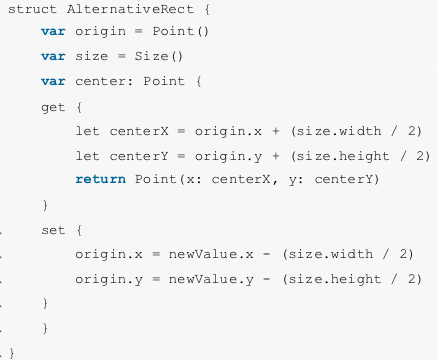 struct AlternativeRect {
    var origin = Point()
    var size = Size()
    var center: Point {
    get {
        let centerX = origin.x + (size.width / 2)
        let centerY = origin.y + (size.height / 2)
        return Point(x: centerX, y: centerY)
    }
    set {
        origin.x = newValue.x - (size.width / 2)
        origin.y = newValue.y - (size.height / 2)
    }
    }
}